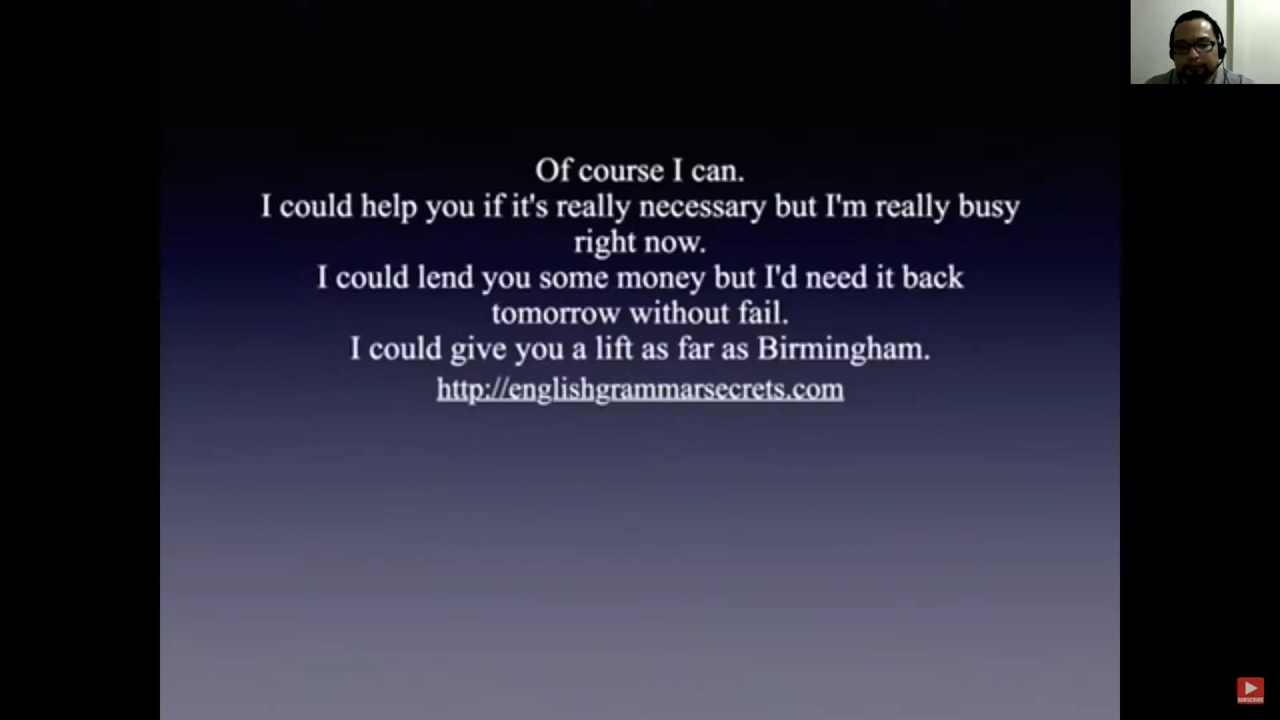 Of course I can.
I could help you if it's really necessary but I'm really busy
right now.
I could lend you some money but I'd need it back
tomorrow without fail.
I could give you a lift as far as Birmingham.
http://englishgrammarsecrets.com
SUBSCRIBE